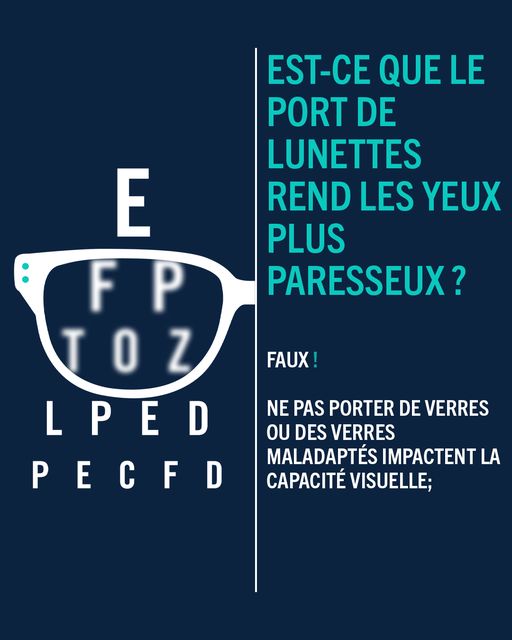 E
F P
T O Z
L P E D
P E C F D
EST-CE QUE LE
PORT DE
LUNETTES
REND LES YEUX
PLUS
PARESSEUX ?
FAUX !
NE PAS PORTER DE VERRES
OU DES VERRES
MALADAPTÉS IMPACTENT LA
CAPACITÉ VISUELLE;